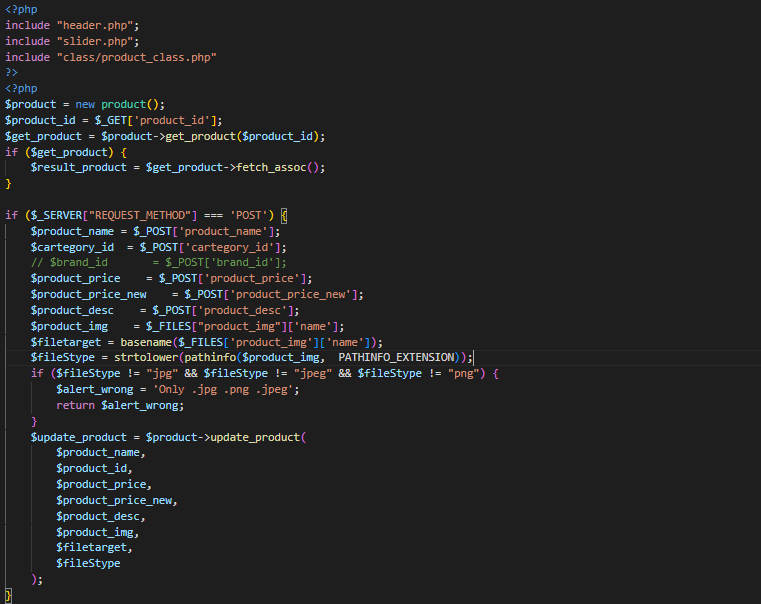 <?php
include "header.php";
include "slider.php";
include "class/product_class.php"
?>
<?php
$product = new product();
$product_id = $_GET['product_id'];
$get_product = $product->get_product($product_id);
if ($get_product) {
    $result_product = $get_product->fetch_assoc();
}

if ($_SERVER["REQUEST_METHOD"] === 'POST') {
    $product_name = $_POST['product_name'];
    $cartegory_id  = $_POST['cartegory_id'];
    // $brand_id       = $_POST['brand_id'];
    $product_price    = $_POST['product_price'];
    $product_price_new    = $_POST['product_price_new'];
    $product_desc    = $_POST['product_desc'];
    $product_img    = $_FILES["product_img"]['name'];
    $filetarget = basename($_FILES['product_img']['name']);
    $fileStype = strtolower(pathinfo($product_img,  PATHINFO_EXTENSION));
    if ($fileStype != "jpg" && $fileStype != "jpeg" && $fileStype != "png") {
        $alert_wrong = 'Only .jpg .png .jpeg';
        return $alert_wrong;
    }
    $update_product = $product->update_product(
        $product_name,
        $product_id,
        $product_price,
        $product_price_new,
        $product_desc,
        $product_img,
        $filetarget,
        $fileStype
    );
}